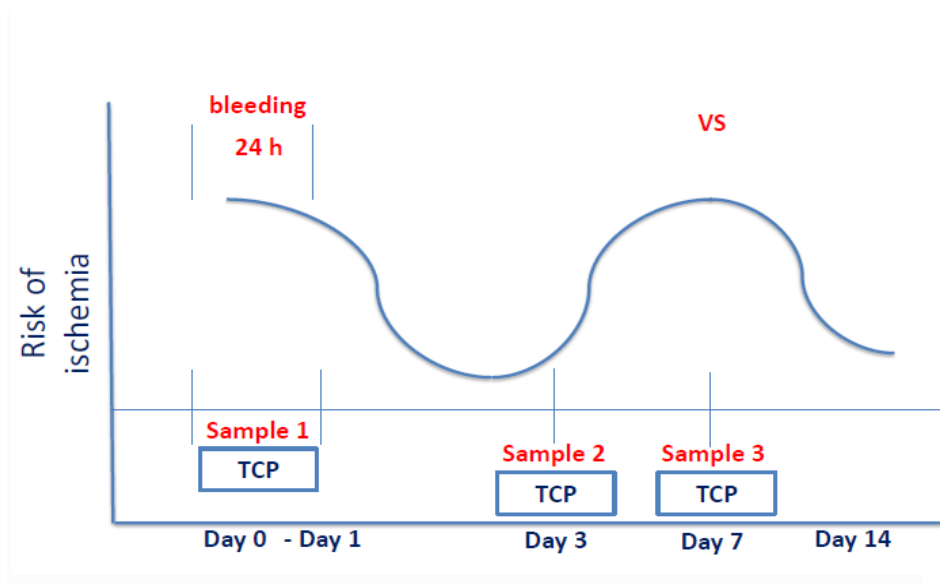 bleeding
24 h
VS
Risk of
ischemia
Sample 1
TCP
Sample 2
TCP
Sample 3
TCP
Day 0 - Day 1
Day 3
Day 7
Day 14